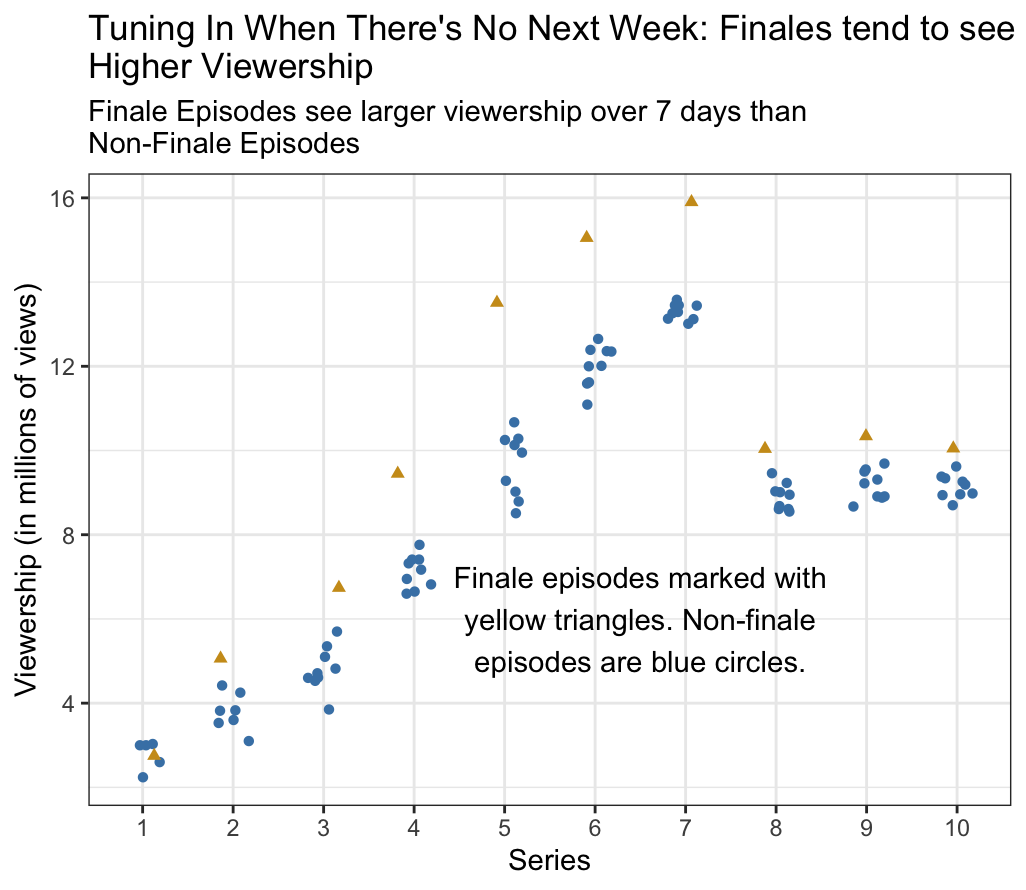 Tuning In When There's No Next Week: Finales tend to see
Higher Viewership
Finale Episodes see larger viewership over 7 days than
Non-Finale Episodes
Viewership (in millions of views)
16
12
8
4
Finale episodes marked with
yellow triangles. Non-finale
episodes are blue circles.
1 2 3 4 5 6 7 8 9 10
Series